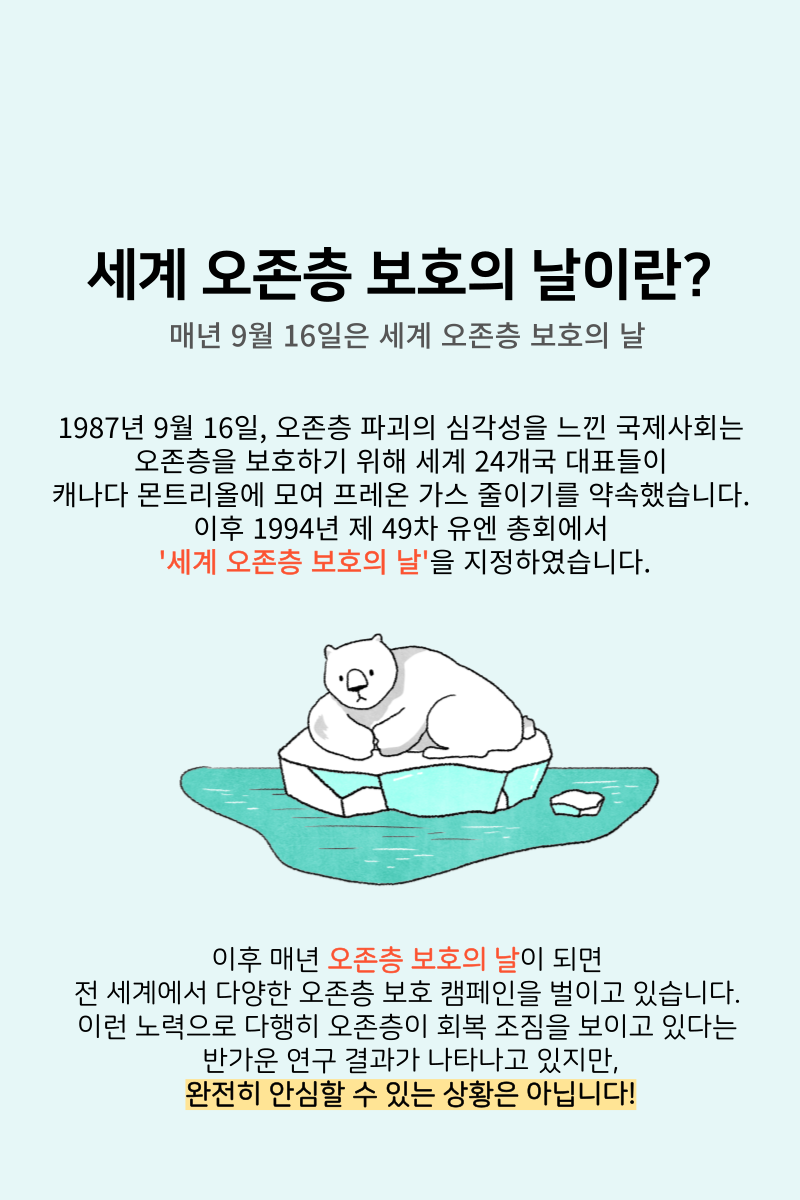 세계 오존층 보호의 날이란?
매년 9월 16일은 세계 오존층 보호의 날
1987년 9월 16일, 오존층 파괴의 심각성을 느낀 국제사회는
오존층을 보호하기 위해 세계 24개국 대표들이
캐나다 몬트리올에 모여 프레온 가스 줄이기를 약속했습니다.
이후 1994년 제 49차 유엔 총회에서
'세계 오존층 보호의 날'을 지정하였습니다.
이후 매년 오존층 보호의 날이 되면
전 세계에서 다양한 오존층 보호 캠페인을 벌이고 있습니다.
이런 노력으로 다행히 오존층이 회복 조짐을 보이고 있다는
반가운 연구 결과가 나타나고 있지만,
완전히 안심할 수 있는 상황은 아닙니다!